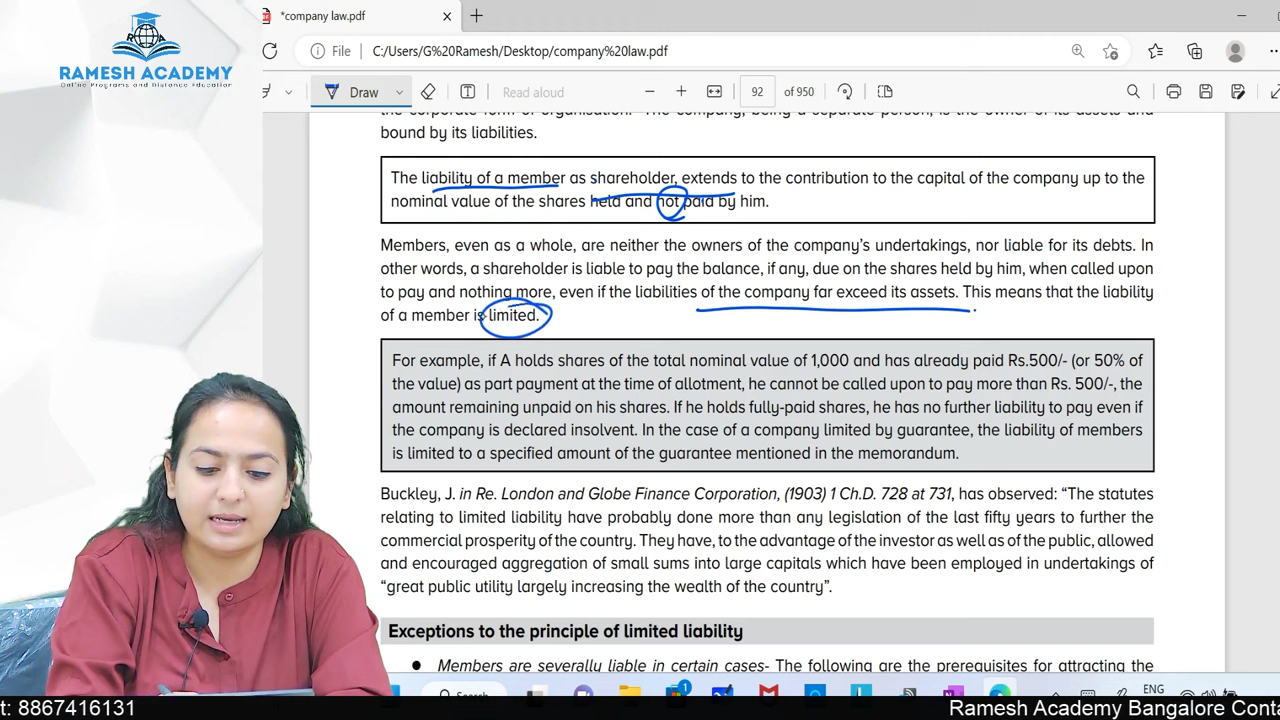 *company law.pdf
RAMESH ACADEMY
Online Programs and Distance Education
File
C:/Users/G%20Ramesh/Desktop/company%20law.pdf
Draw
Read aloud
92
of 950
bound by its liabilities.
The liability of a member as shareholder, extends to the contribution to the capital of the company up to the
nominal value of the shares held and not paid by him.
Members, even as a whole, are neither the owners of the company's undertakings, nor liable for its debts. In
other words, a shareholder is liable to pay the balance, if any, due on the shares held by him, when called upon
to pay and nothing more, even if the liabilities of the company far exceed its assets. This means that the liability
of a member is limited.
For example, if A holds shares of the total nominal value of 1,000 and has already paid Rs.500/- (or 50% of
the value) as part payment at the time of allotment, he cannot be called upon to pay more than Rs. 500/-, the
amount remaining unpaid on his shares. If he holds fully-paid shares, he has no further liability to pay even if
the company is declared insolvent. In the case of a company limited by guarantee, the liability of members
is limited to a specified amount of the guarantee mentioned in the memorandum.
Buckley, J. in Re. London and Globe Finance Corporation, (1903) 1 Ch.D. 728 at 731, has observed: “The statutes
relating to limited liability have probably done more than any legislation of the last fifty years to further the
commercial prosperity of the country. They have, to the advantage of the investor as well as of the public, allowed
and encouraged aggregation of small sums into large capitals which have been employed in undertakings of
“great public utility largely increasing the wealth of the country”.
Exceptions to the principle of limited liability
● Members are severally liable in certain cases- The following are the prerequisites for attracting the
Search
1
ENG
t: 8867416131
Ramesh Academy Bangalore Conta